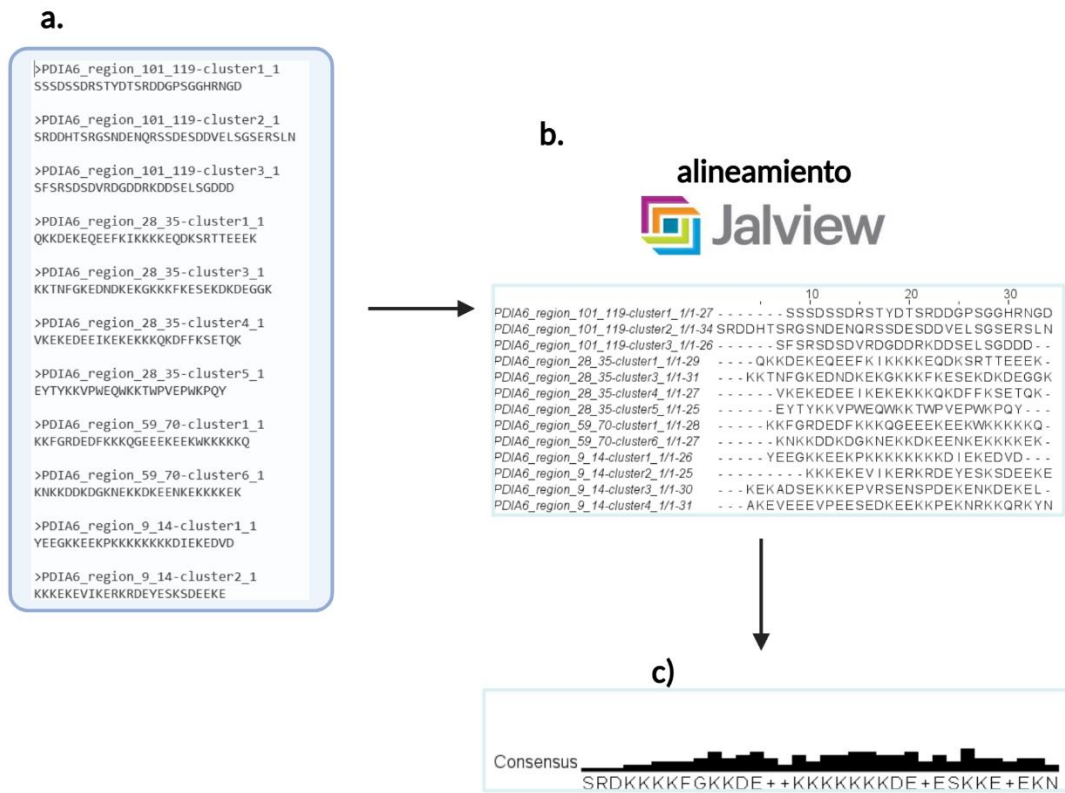 a.
>PDIA6_region_101_119-cluster1_1
SSSDSSDRSTYDTSRDDGPSGGHRNGD
>PDIA6_region_101_119-cluster2_1
SRDDHTSRGSNDENQRSSDESDDVELSGSERSLN
>PDIA6_region_101_119-cluster3_1
SFSRSDSDVRDGDDRKDDSELSGDDD
>PDIA6_region_28_35-cluster1_1
QKKDEKEQEEFKIKKKKEQDKSRTTEEEK
>PDIA6_region_28_35-cluster3_1
KKTNFGKEDNDKEKGKKKFKESEKDKDEGGK
>PDIA6_region_28_35-cluster4_1
VKEKEDEEIKEKEKKKQKDFFKSETQK
>PDIA6_region_28_35-cluster5_1
EYTYKKVPWEQWKKTWPVEPWKPQY
>PDIA6_region_59_70-cluster1_1
KKFGRDEDFKKKQGEEEKEEKWKKKKKQ
>PDIA6_region_59_70-cluster6_1
KNKKDDKDGKNEKKDKEENKEKKKKEK
>PDIA6_region_9_14-cluster1_1
YEEGKKEEKPKKKKKKKKDIEKEDVD
>PDIA6_region_9_14-cluster2_1
KKKEKEVIKERKRDEYESKSDEEKE
b.
alineamiento
Jalview
10 20 30
PDIA6_region_101_119-cluster1_1/1-27 - - - - - - - SSSDSSDRSTYDTSRDDGPSGGHRNGD
PDIA6_region_101_119-cluster2_1/1-34 SRDDHTSRGSNDENQRSSDESDDVELSGSERSLN
PDIA6_region_101_119-cluster3_1/1-26 - - - - - - SFSRSDSDVRDGDDRKDDSELSGDDD - -
PDIA6_region_28_35-cluster1_1/1-29 - - - - QKKDEKEQEEFKIKKKKEQDKSRTTEEEK -
PDIA6_region_28_35-cluster3_1/1-31 - - - KKTNFGKEDNDKEKGKKKFKESEKDKDEGGK
PDIA6_region_28_35-cluster4_1/1-27 - - - - - - VKEKEDEEIKEKEKKKQKDFFKSETQK -
PDIA6_region_28_35-cluster5_1/1-25 - - - - - - EYTYKKVPWEQWKKTWPVEPWKPQY - - -
PDIA6_region_59_70-cluster1_1/1-28 - - - - - KKFGRDEDFKKKQGEEEKEEKWKKKKKQ -
PDIA6_region_59_70-cluster6_1/1-27 - - - - - - KNKKDDKDGKNEKKDKEENKEKKKKEK -
PDIA6_region_9_14-cluster1_1/1-26 - - - - - YEEGKKEEKPKKKKKKKKDIEKEDVD - - -
PDIA6_region_9_14-cluster2_1/1-25 - - - - - - - - - KKKEKEVIKERKRDEYESKSDEEKE
PDIA6_region_9_14-cluster3_1/1-30 - - - KEKADSEKKKEPVRSENSPDEKENKDEKEL -
PDIA6_region_9_14-cluster4_1/1-31 - - - AKEVEEEVPEESEDKEEKKPEKNRKKQRKYN
c)
Consensus
SRDKKKKFGKKDE++KKKKKKKDE+ESKKE+EKN